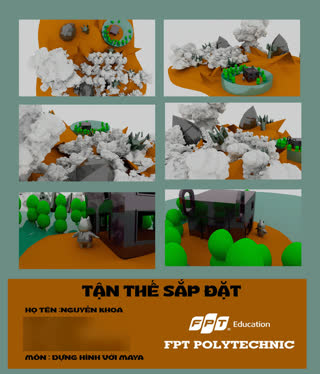 TẬN THẾ SẮP ĐẶT
HỌ TÊN :NGUYỄN KHOA
MÔN : DỰNG HÌNH VỚI MAYA
FPT Education
FPT POLYTECHNIC